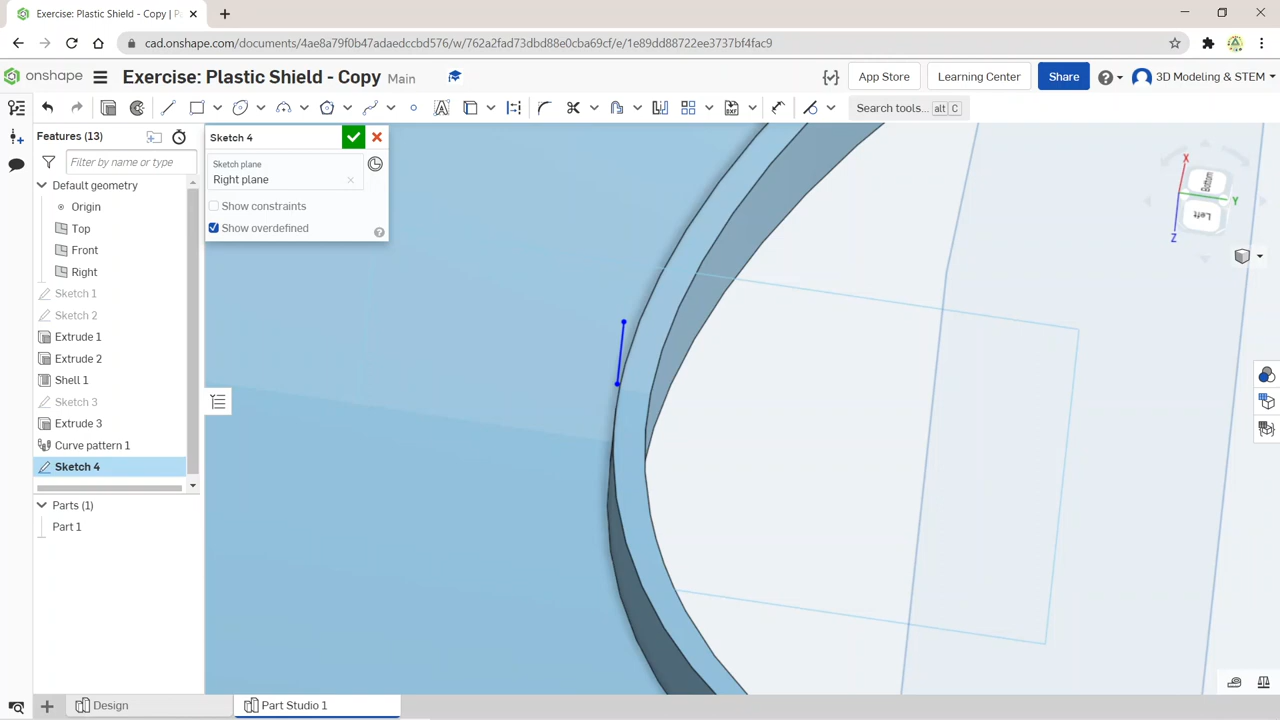 Exercise: Plastic Shield - Copy | P
cad.onshape.com/documents/4ae8a79f0b47adaedccbd576/w/762a2fad73dbd88e0cba69cf/e/1e89dd88722ee3737bf4fac9
onshape Exercise: Plastic Shield - Copy Main App Store Learning Center Share 3D Modeling & STEM
Search tools... alt C
Features (13)
Filter by name or type
Default geometry
Origin
Top
Front
Right
Sketch 1
Sketch 2
Extrude 1
Extrude 2
Shell 1
Sketch 3
Extrude 3
Curve pattern 1
Sketch 4
Parts (1)
Part 1
Sketch 4
Sketch plane
Right plane
Show constraints
Show overdefined
X
Bottom
Y
Left
Z
Design Part Studio 1